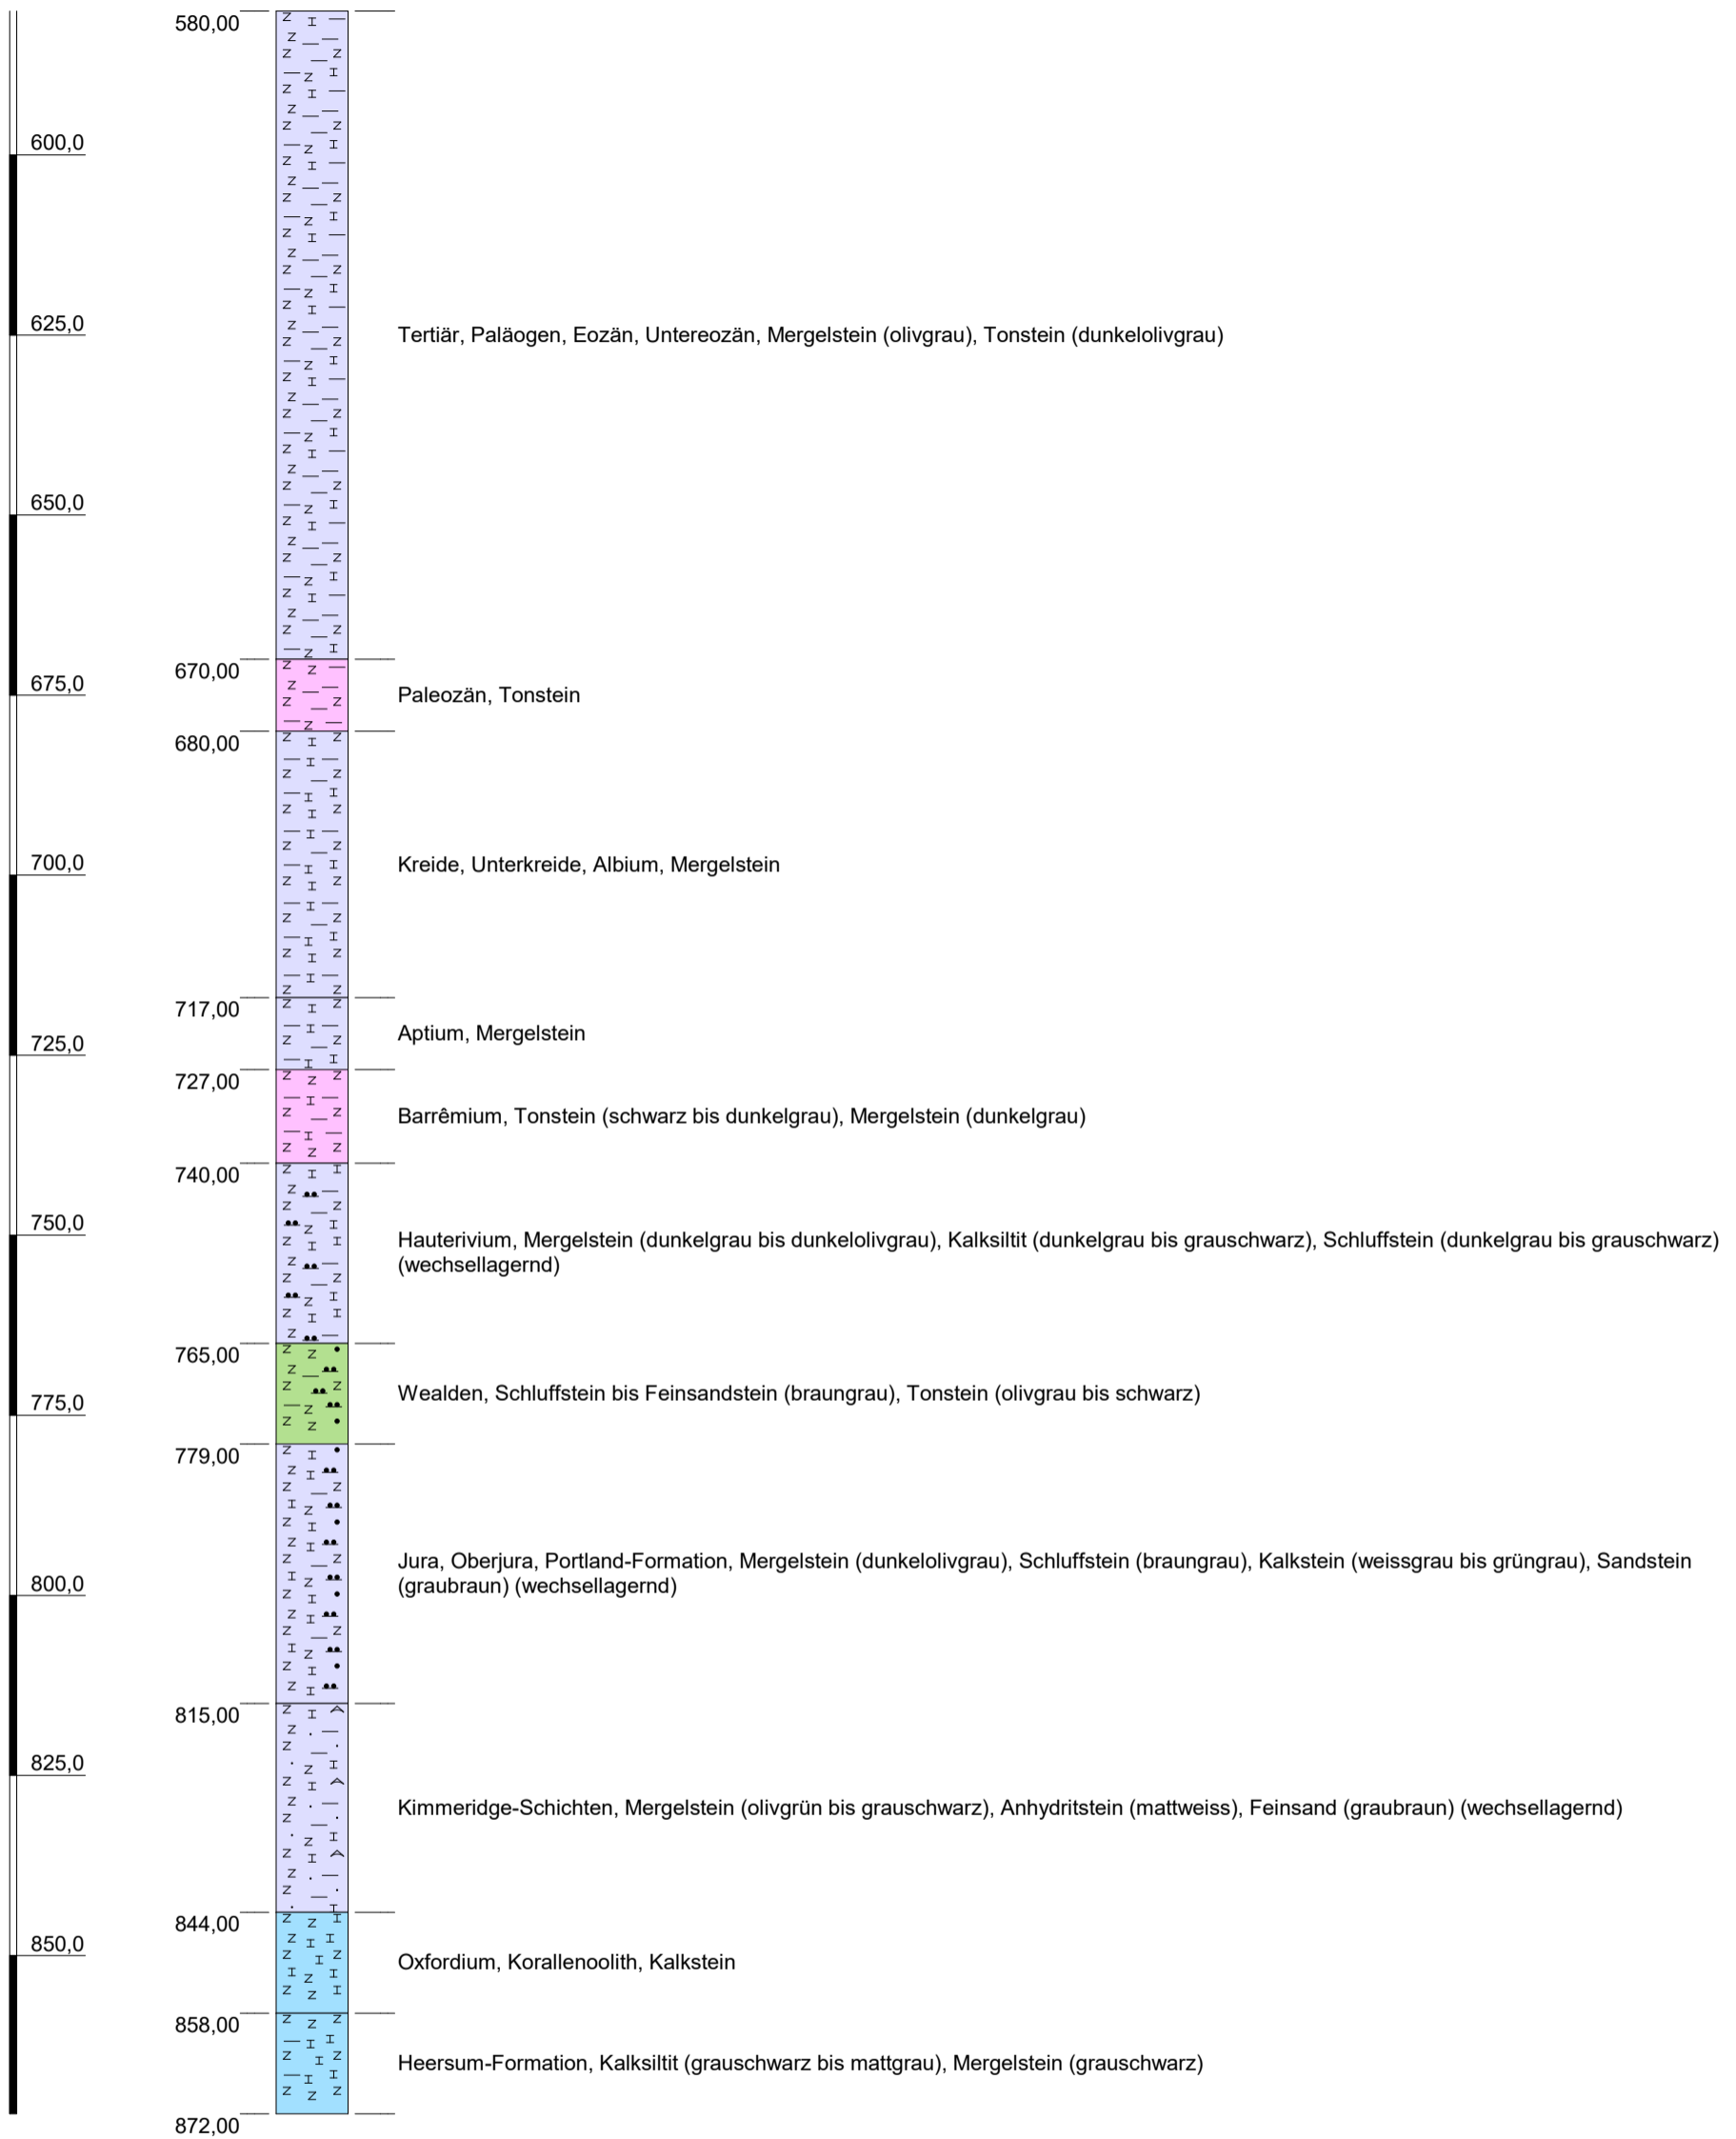 580,00
600,0
625,0
Tertiär, Paläogen, Eozän, Untereozän, Mergelstein (olivgrau), Tonstein (dunkelolivgrau)
650,0
670,00
675,0
Paleozän, Tonstein
680,00
700,0
Kreide, Unterkreide, Albium, Mergelstein
717,00
Aptium, Mergelstein
725,0
727,00
Barrêmium, Tonstein (schwarz bis dunkelgrau), Mergelstein (dunkelgrau)
740,00
750,0
Hauterivium, Mergelstein (dunkelgrau bis dunkelolivgrau), Kalksiltit (dunkelgrau bis grauschwarz), Schluffstein (dunkelgrau bis grauschwarz)
(wechsellagernd)
765,00
Wealden, Schluffstein bis Feinsandstein (braungrau), Tonstein (olivgrau bis schwarz)
775,0
779,00
Jura, Oberjura, Portland-Formation, Mergelstein (dunkelolivgrau), Schluffstein (braungrau), Kalkstein (weissgrau bis grüngrau), Sandstein
(graubraun) (wechsellagernd)
800,0
815,00
825,0
Kimmeridge-Schichten, Mergelstein (olivgrün bis grauschwarz), Anhydritstein (mattweiss), Feinsand (graubraun) (wechsellagernd)
844,00
850,0
Oxfordium, Korallenoolith, Kalkstein
858,00
Heersum-Formation, Kalksiltit (grauschwarz bis mattgrau), Mergelstein (grauschwarz)
872,00